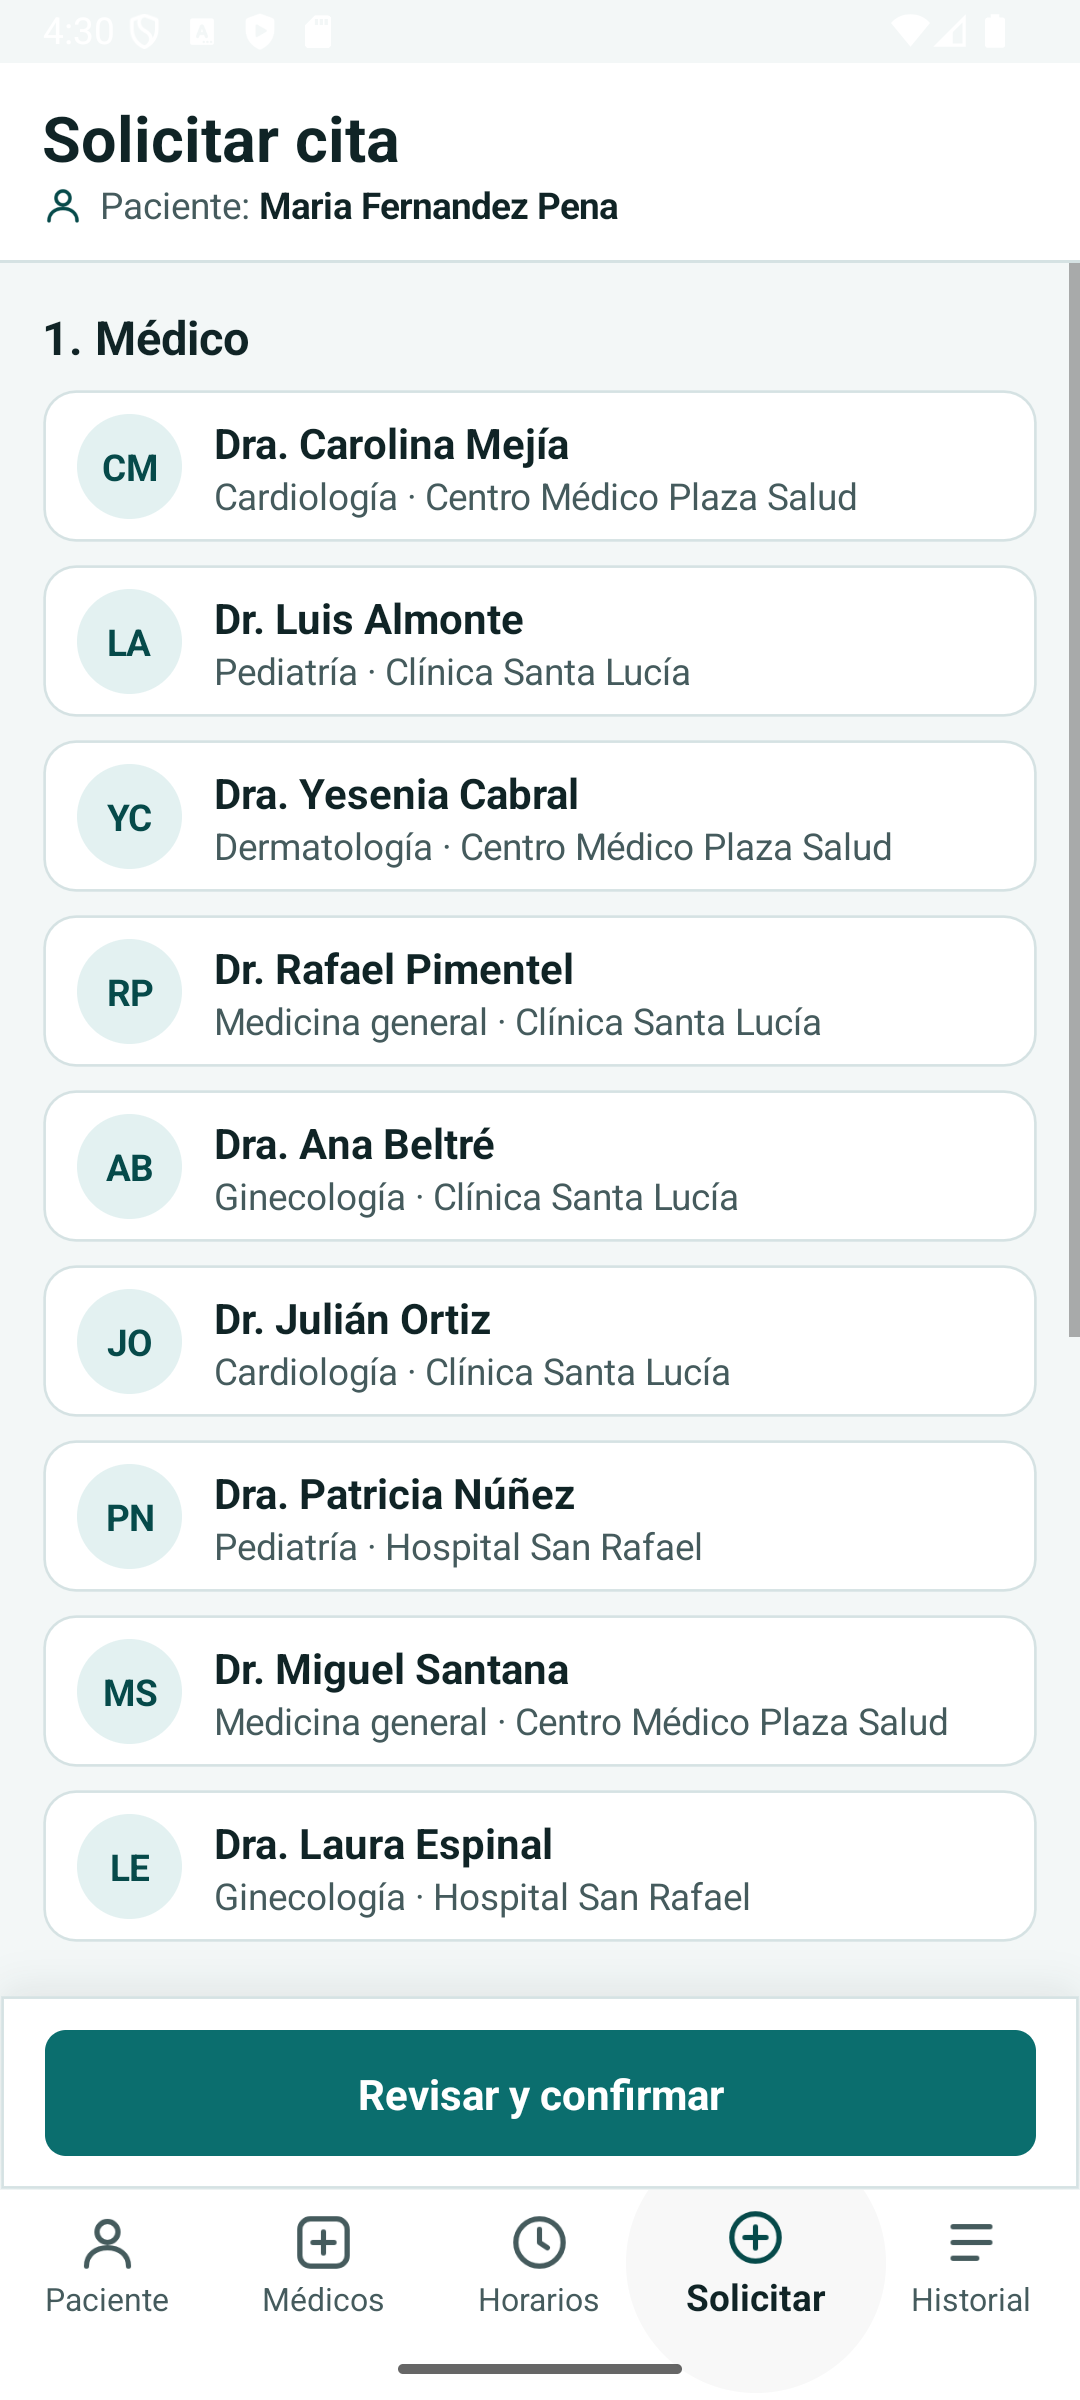 4:30
Solicitar cita
Paciente: Maria Fernandez Pena
1. Médico
CM
Dra. Carolina Mejía
Cardiología · Centro Médico Plaza Salud
LA
Dr. Luis Almonte
Pediatría · Clínica Santa Lucía
YC
Dra. Yesenia Cabral
Dermatología · Centro Médico Plaza Salud
RP
Dr. Rafael Pimentel
Medicina general · Clínica Santa Lucía
AB
Dra. Ana Beltré
Ginecología · Clínica Santa Lucía
JO
Dr. Julián Ortiz
Cardiología · Clínica Santa Lucía
PN
Dra. Patricia Núñez
Pediatría · Hospital San Rafael
MS
Dr. Miguel Santana
Medicina general · Centro Médico Plaza Salud
LE
Dra. Laura Espinal
Ginecología · Hospital San Rafael
Revisar y confirmar
Paciente
Médicos
Horarios
Solicitar
Historial